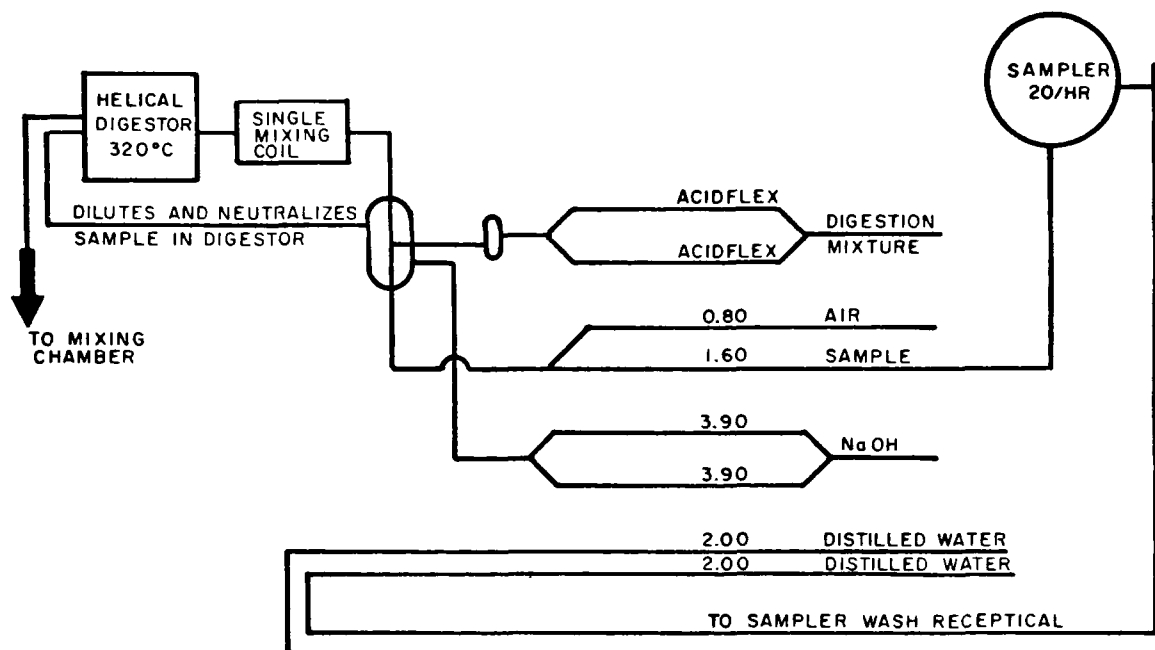 SAMPLER
20/HR
HELICAL
DIGESTOR
320°C
SINGLE
MIXING
COIL
DILUTES AND NEUTRALIZES
SAMPLE IN DIGESTOR
ACIDFLEX
ACIDFLEX
DIGESTION
MIXTURE
TO MIXING
CHAMBER
0.80 AIR
1.60 SAMPLE
3.90
NaOH
3.90
2.00 DISTILLED WATER
2.00 DISTILLED WATER
TO SAMPLER WASH RECEPTICAL